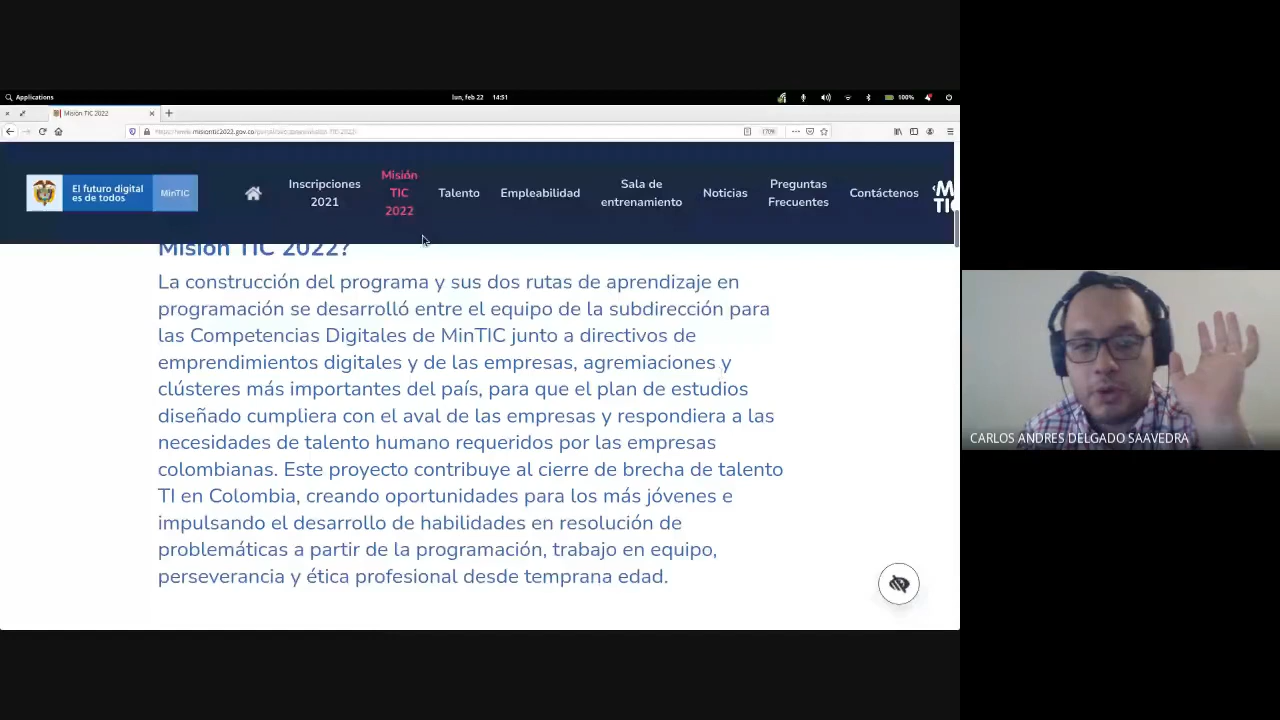 Applications
lun, feb 22 14:51
100%
Misión TIC 2022
170%
El futuro digital
es de todos
MinTIC
Inscripciones
2021
Misión
TIC
2022
Talento
Empleabilidad
Sala de
entrenamiento
Noticias
Preguntas
Frecuentes
Contáctenos
Misión TIC 2022?
La construcción del programa y sus dos rutas de aprendizaje en
programación se desarrolló entre el equipo de la subdirección para
las Competencias Digitales de MinTIC junto a directivos de
emprendimientos digitales y de las empresas, agremiaciones y
clústeres más importantes del país, para que el plan de estudios
diseñado cumpliera con el aval de las empresas y respondiera a las
necesidades de talento humano requeridos por las empresas
colombianas. Este proyecto contribuye al cierre de brecha de talento
TI en Colombia, creando oportunidades para los más jóvenes e
impulsando el desarrollo de habilidades en resolución de
problemáticas a partir de la programación, trabajo en equipo,
perseverancia y ética profesional desde temprana edad.
CARLOS ANDRES DELGADO SAAVEDRA